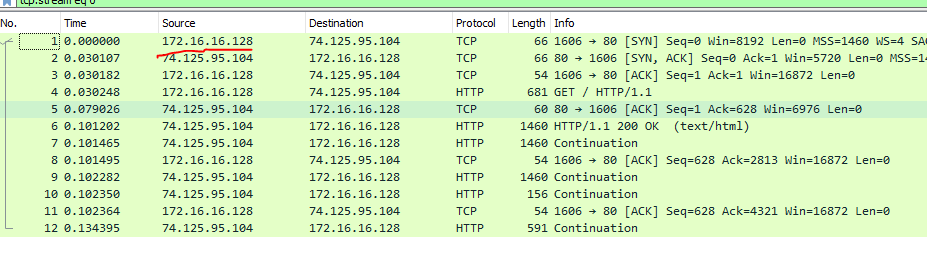 tcp.stream eq 0
No. Time Source Destination Protocol Length Info
1 0.000000 172.16.16.128 74.125.95.104 TCP 66 1606 → 80 [SYN] Seq=0 Win=8192 Len=0 MSS=1460 WS=4 SAC
2 0.030107 74.125.95.104 172.16.16.128 TCP 66 80 → 1606 [SYN, ACK] Seq=0 Ack=1 Win=5720 Len=0 MSS=14
3 0.030182 172.16.16.128 74.125.95.104 TCP 54 1606 → 80 [ACK] Seq=1 Ack=1 Win=16872 Len=0
4 0.030248 172.16.16.128 74.125.95.104 HTTP 681 GET / HTTP/1.1
5 0.079026 74.125.95.104 172.16.16.128 TCP 60 80 → 1606 [ACK] Seq=1 Ack=628 Win=6976 Len=0
6 0.101202 74.125.95.104 172.16.16.128 HTTP 1460 HTTP/1.1 200 OK (text/html)
7 0.101465 74.125.95.104 172.16.16.128 HTTP 1460 Continuation
8 0.101495 172.16.16.128 74.125.95.104 TCP 54 1606 → 80 [ACK] Seq=628 Ack=2813 Win=16872 Len=0
9 0.102282 74.125.95.104 172.16.16.128 HTTP 1460 Continuation
10 0.102350 74.125.95.104 172.16.16.128 HTTP 156 Continuation
11 0.102364 172.16.16.128 74.125.95.104 TCP 54 1606 → 80 [ACK] Seq=628 Ack=4321 Win=16872 Len=0
12 0.134395 74.125.95.104 172.16.16.128 HTTP 591 Continuation